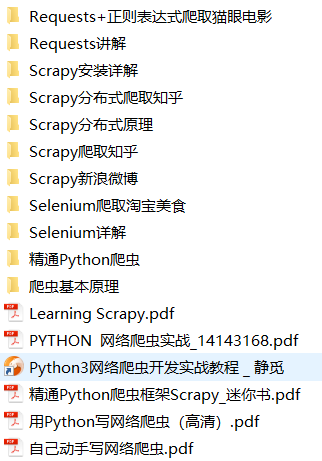 Requests+正则表达式爬取猫眼电影
Requests讲解
Scrapy安装详解
Scrapy分布式爬取知乎
Scrapy分布式原理
Scrapy爬取知乎
Scrapy新浪微博
Selenium爬取淘宝美食
Selenium详解
精通Python爬虫
爬虫基本原理
Learning Scrapy.pdf
PYTHON 网络爬虫实战_14143168.pdf
Python3网络爬虫开发实战教程 _ 静觅
精通Python爬虫框架Scrapy_迷你书.pdf
用Python写网络爬虫（高清）.pdf
自己动手写网络爬虫.pdf